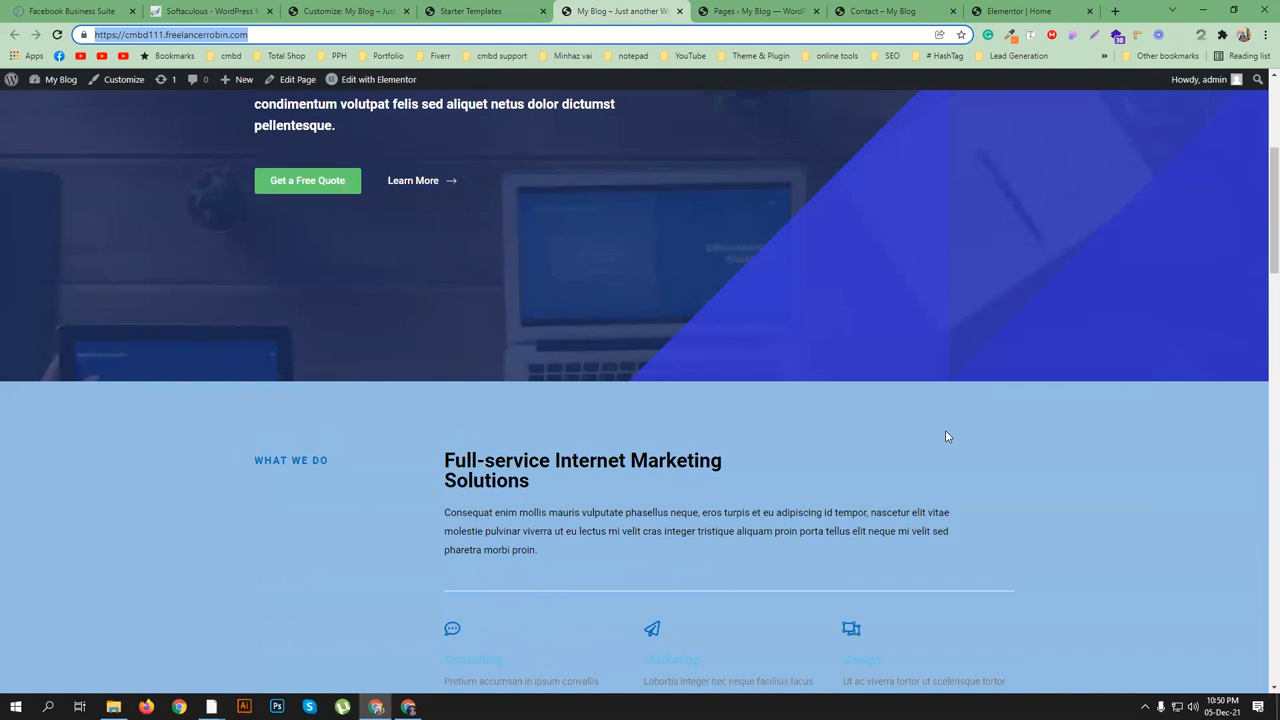 Facebook Business Suite
Softaculous - WordPress M
Customize: My Blog – Just
Starter Templates
My Blog – Just another Wo
Pages ‹ My Blog — WordP
Contact – My Blog
Elementor | Home
https://cmbd111.freelancerrobin.com
30
Apps
Bookmarks
cmbd
Total Shop
PPH
Portfolio
Fiverr
cmbd support
Minhaz vai
notepad
YouTube
Theme & Plugin
online tools
SEO
# HashTag
Lead Generation
»
Other bookmarks
Reading list
My Blog
Customize
1
0
New
Edit Page
Edit with Elementor
Howdy, admin
condimentum volutpat felis sed aliquet netus dolor dictumst
pellentesque.
Get a Free Quote
Learn More
WHAT WE DO
Full-service Internet Marketing
Solutions
Consequat enim mollis mauris vulputate phasellus neque, eros turpis et eu adipiscing id tempor, nascetur elit vitae
molestie pulvinar viverra ut eu lectus mi velit cras integer tristique aliquam proin porta tellus elit neque mi velit sed
pharetra morbi proin.
Consulting
Marketing
Design
Pretium accumsan in ipsum convallis
Lobortis integer nec neque facilisis lacus
Ut ac viverra tortor ut scelerisque tortor
10:50 PM
05-Dec-21